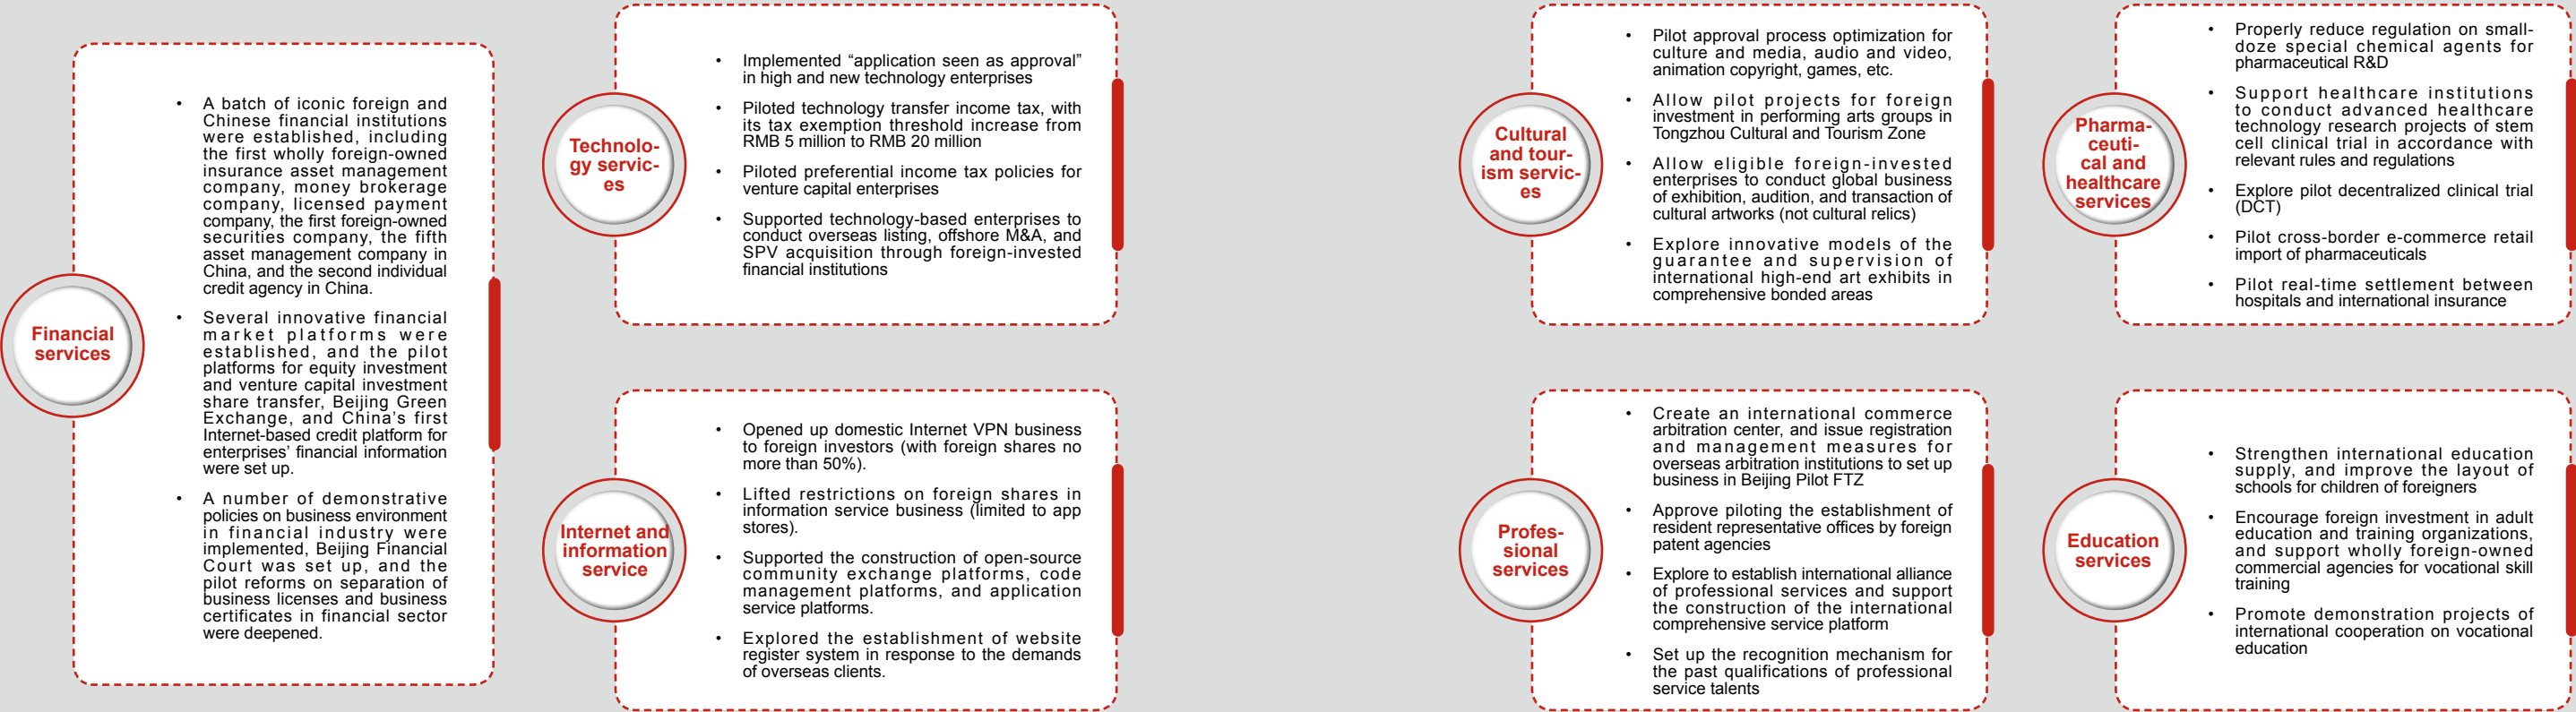 Financial
services
• A batch of iconic foreign and
Chinese financial institutions
were established, including
the first wholly foreign-owned
insurance asset management
company, money brokerage
company, licensed payment
company, the first foreign-owned
securities company, the fifth
asset management company in
China, and the second individual
credit agency in China.
• Several innovative financial
market platforms were
established, and the pilot
platforms for equity investment
and venture capital investment
share transfer, Beijing Green
Exchange, and China's first
Internet-based credit platform for
enterprises' financial information
were set up.
• A number of demonstrative
policies on business environment
in financial industry were
implemented, Beijing Financial
Court was set up, and the
pilot reforms on separation of
business licenses and business
certificates in financial sector
were deepened.
Technolo-
gy servic-
es
• Implemented “application seen as approval”
in high and new technology enterprises
• Piloted technology transfer income tax, with
its tax exemption threshold increase from
RMB 5 million to RMB 20 million
• Piloted preferential income tax policies for
venture capital enterprises
• Supported technology-based enterprises to
conduct overseas listing, offshore M&A, and
SPV acquisition through foreign-invested
financial institutions
Internet and
information
service
• Opened up domestic Internet VPN business
to foreign investors (with foreign shares no
more than 50%).
• Lifted restrictions on foreign shares in
information service business (limited to app
stores).
• Supported the construction of open-source
community exchange platforms, code
management platforms, and application
service platforms.
• Explored the establishment of website
register system in response to the demands
of overseas clients.
Cultural
and tour-
ism servic-
es
• Pilot approval process optimization for
culture and media, audio and video,
animation copyright, games, etc.
• Allow pilot projects for foreign
investment in performing arts groups in
Tongzhou Cultural and Tourism Zone
• Allow eligible foreign-invested
enterprises to conduct global business
of exhibition, audition, and transaction of
cultural artworks (not cultural relics)
• Explore innovative models of the
guarantee and supervision of
international high-end art exhibits in
comprehensive bonded areas
Profes-
sional
services
• Create an international commerce
arbitration center, and issue registration
and management measures for
overseas arbitration institutions to set up
business in Beijing Pilot FTZ
• Approve piloting the establishment of
resident representative offices by foreign
patent agencies
• Explore to establish international alliance
of professional services and support
the construction of the international
comprehensive service platform
• Set up the recognition mechanism for
the past qualifications of professional
service talents
Pharma-
ceuti-
cal and
healthcare
services
• Properly reduce regulation on small-
doze special chemical agents for
pharmaceutical R&D
• Support healthcare institutions
to conduct advanced healthcare
technology research projects of stem
cell clinical trial in accordance with
relevant rules and regulations
• Explore pilot decentralized clinical trial
(DCT)
• Pilot cross-border e-commerce retail
import of pharmaceuticals
• Pilot real-time settlement between
hospitals and international insurance
Education
services
• Strengthen international education
supply, and improve the layout of
schools for children of foreigners
• Encourage foreign investment in adult
education and training organizations,
and support wholly foreign-owned
commercial agencies for vocational skill
training
• Promote demonstration projects of
international cooperation on vocational
education